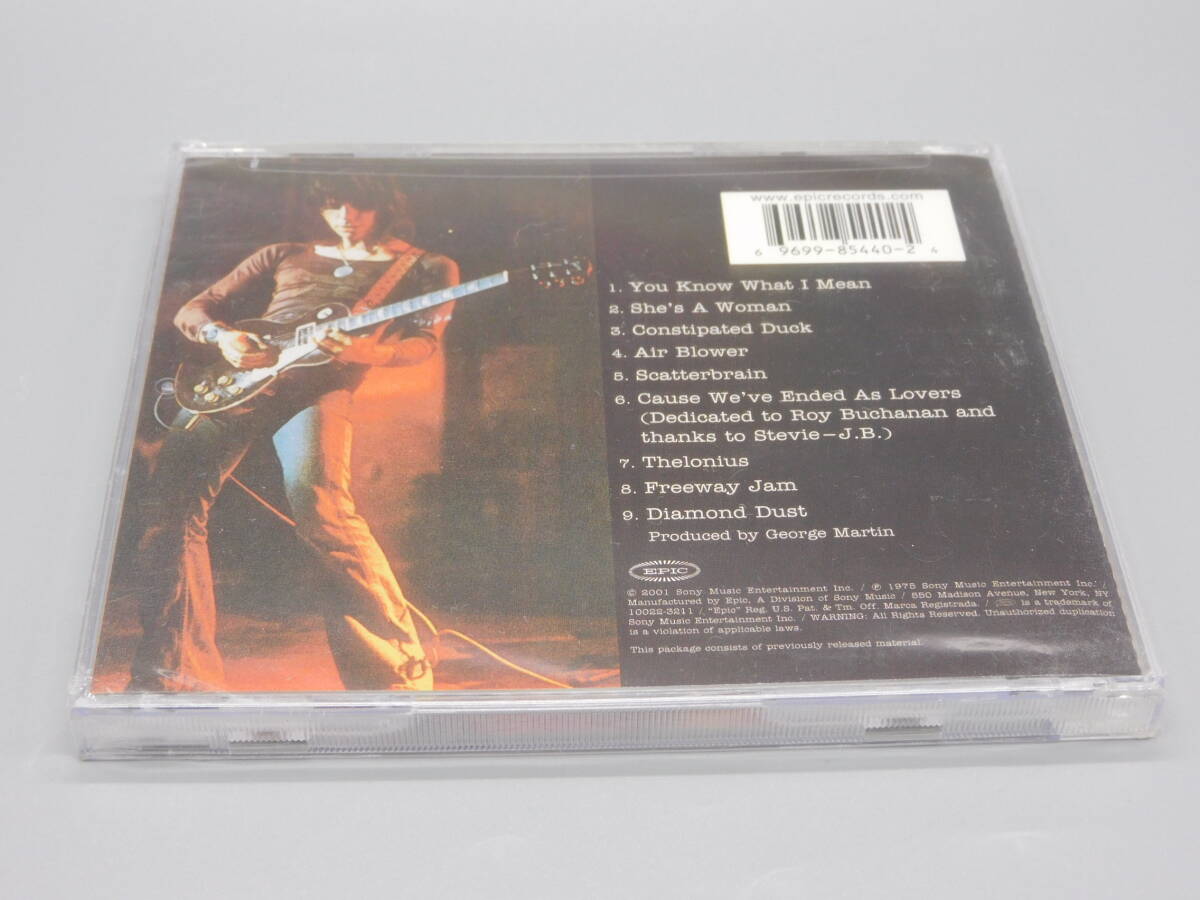 www.epicrecords.com
6 9699-85440-2 4
1. You Know What I Mean
2. She's A Woman
3. Constipated Duck
4. Air Blower
5. Scatterbrain
6. Cause We've Ended As Lovers
(Dedicated to Roy Buchanan and
thanks to Stevie–J.B.)
7. Thelonius
8. Freeway Jam
9. Diamond Dust
Produced by George Martin
EPIC
© 2001 Sony Music Entertainment Inc. / ℗ 1975 Sony Music Entertainment Inc. /
Manufactured by Epic, A Division of Sony Music / 550 Madison Avenue, New York, NY
10022-3211 / "Epic" Reg. U.S. Pat. & Tm. Off. Marca Registrada. / is a trademark of
Sony Music Entertainment Inc. / WARNING: All Rights Reserved. Unauthorized duplication
is a violation of applicable laws.
This package consists of previously released material.